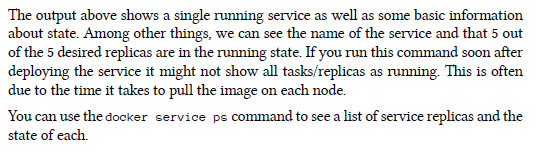 The output above shows a single running service as well as some basic information
about state. Among other things, we can see the name of the service and that 5 out
of the 5 desired replicas are in the running state. If you run this command soon after
deploying the service it might not show all tasks/replicas as running. This is often
due to the time it takes to pull the image on each node.
You can use the docker service ps command to see a list of service replicas and the
state of each.